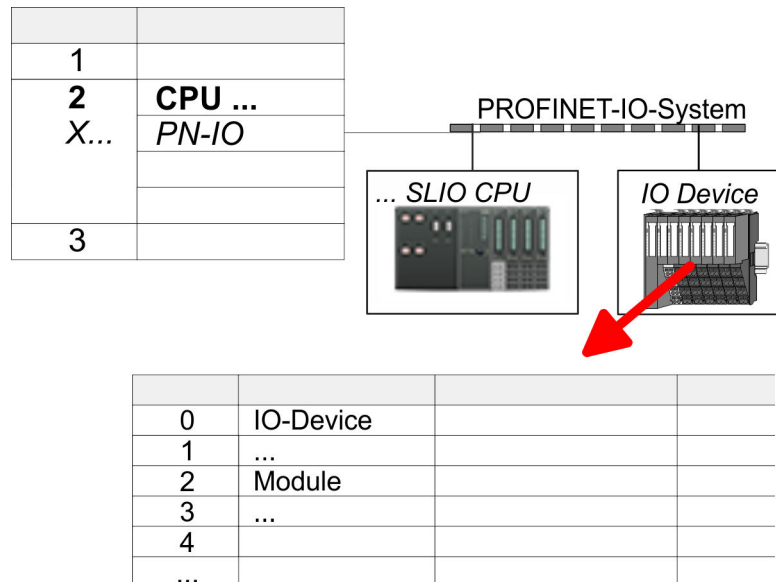 1
2 CPU ...
X... PN-IO
3
PROFINET-IO-System
... SLIO CPU
IO Device
0 IO-Device
1 ...
2 Module
3 ...
4
...